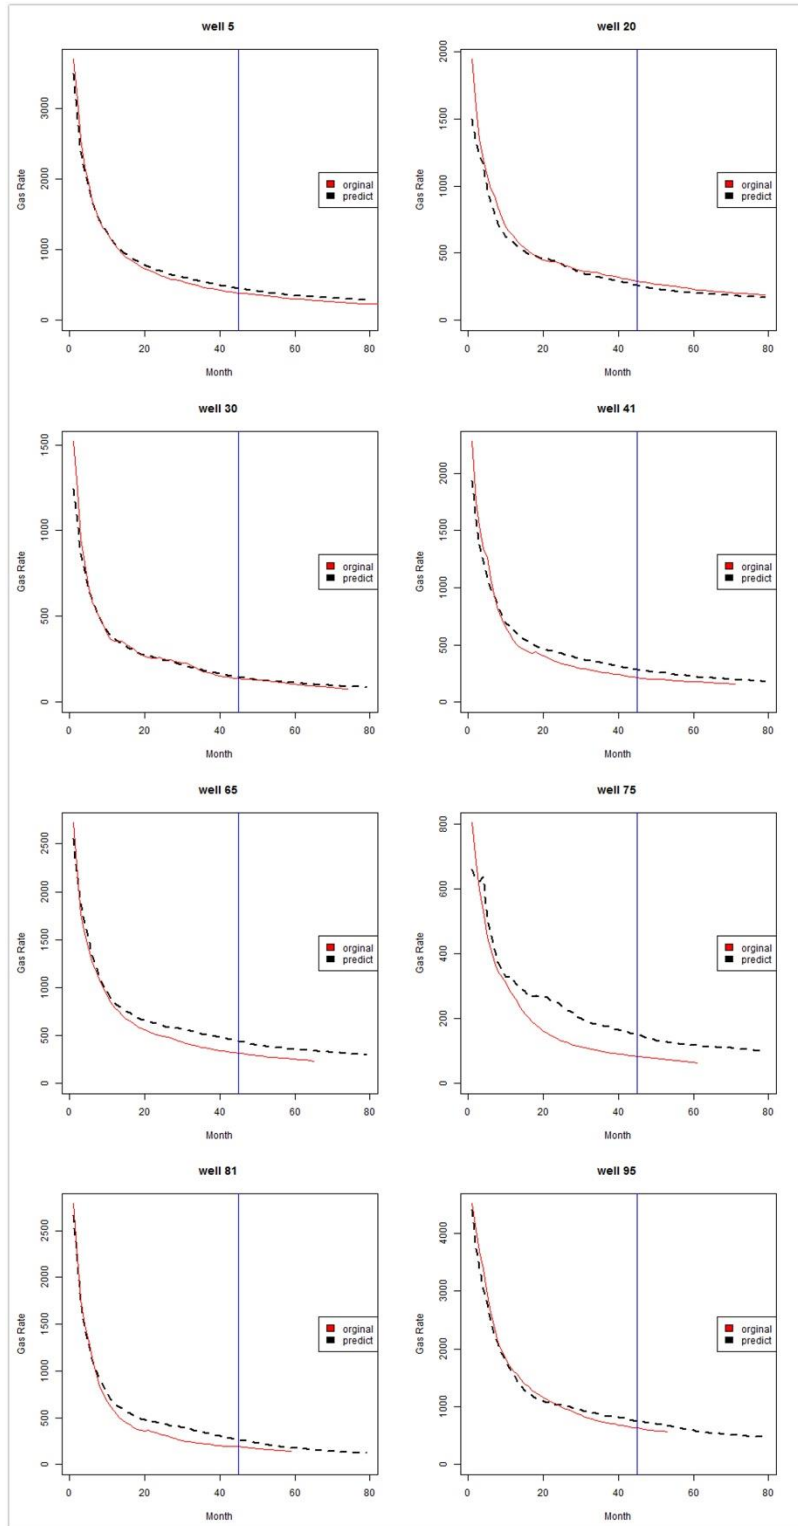 well 5
3000
2000
1000
0
Gas Rate
orginal
predict
0 20 40 60 80
Month
well 20
2000
1500
1000
500
0
Gas Rate
orginal
predict
0 20 40 60 80
Month
well 30
1500
1000
500
0
Gas Rate
orginal
predict
0 20 40 60 80
Month
well 41
2000
1500
1000
500
0
Gas Rate
orginal
predict
0 20 40 60 80
Month
well 65
2500
2000
1500
1000
500
0
Gas Rate
orginal
predict
0 20 40 60 80
Month
well 75
800
600
400
200
0
Gas Rate
orginal
predict
0 20 40 60 80
Month
well 81
2500
2000
1500
1000
500
0
Gas Rate
orginal
predict
0 20 40 60 80
Month
well 95
4000
3000
2000
1000
0
Gas Rate
orginal
predict
0 20 40 60 80
Month